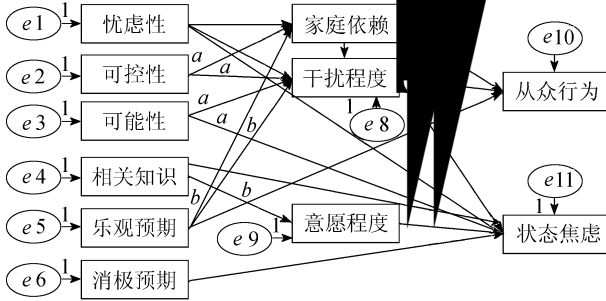 e1 1 忧虑性 家庭依赖
e10
e2 1 可控性 a a 干扰程度 从众行为
e3 1 可能性 a a 1 e8
b
e4 1 相关知识 b e11
e5 1 乐观预期 b e9 1 意愿程度 1 状态焦虑
e6 1 消极预期